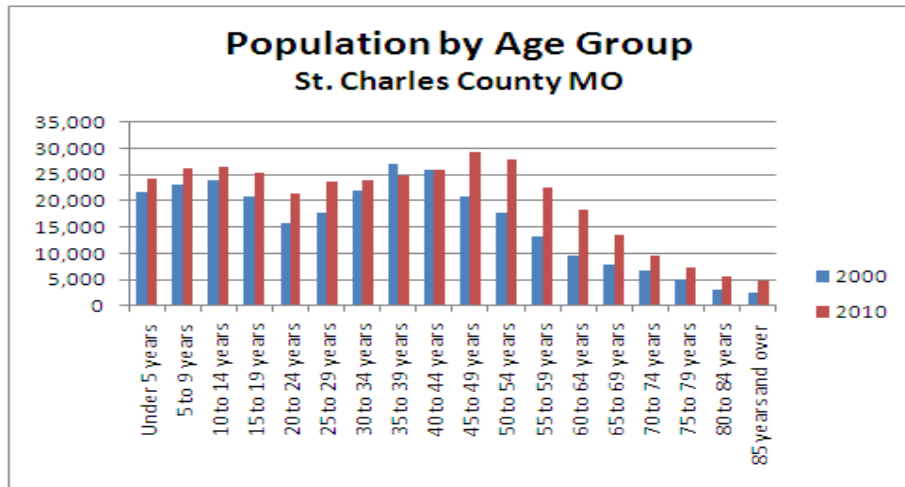 Population by Age Group
St. Charles County MO
35,000
30,000
25,000
20,000
15,000
10,000
5,000
0
Under 5 years
5 to 9 years
10 to 14 years
15 to 19 years
20 to 24 years
25 to 29 years
30 to 34 years
35 to 39 years
40 to 44 years
45 to 49 years
50 to 54 years
55 to 59 years
60 to 64 years
65 to 69 years
70 to 74 years
75 to 79 years
80 to 84 years
85 years and over
2000
2010